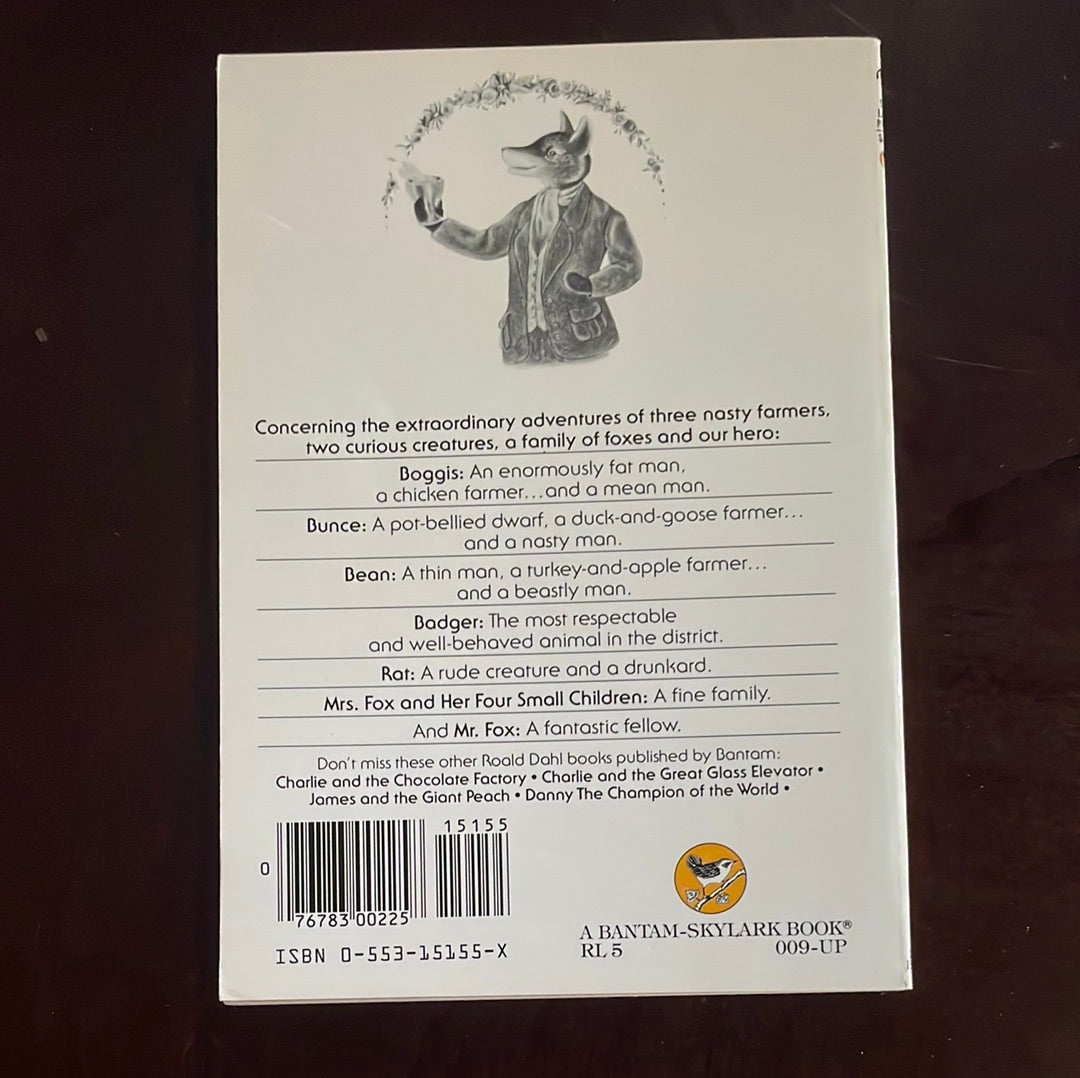 Concerning the extraordinary adventures of three nasty farmers,
two curious creatures, a family of foxes and our hero:
Boggis: An enormously fat man,
a chicken farmer...and a mean man.
Bunce: A pot-bellied dwarf, a duck-and-goose farmer...
and a nasty man.
Bean: A thin man, a turkey-and-apple farmer...
and a beastly man.
Badger: The most respectable
and well-behaved animal in the district.
Rat: A rude creature and a drunkard.
Mrs. Fox and Her Four Small Children: A fine family.
And Mr. Fox: A fantastic fellow.
Don't miss these other Roald Dahl books published by Bantam:
Charlie and the Chocolate Factory • Charlie and the Great Glass Elevator •
James and the Giant Peach • Danny The Champion of the World •
15155
0
76783 00225
ISBN 0-553-15155-X
A BANTAM-SKYLARK BOOK®
RL 5 009-UP